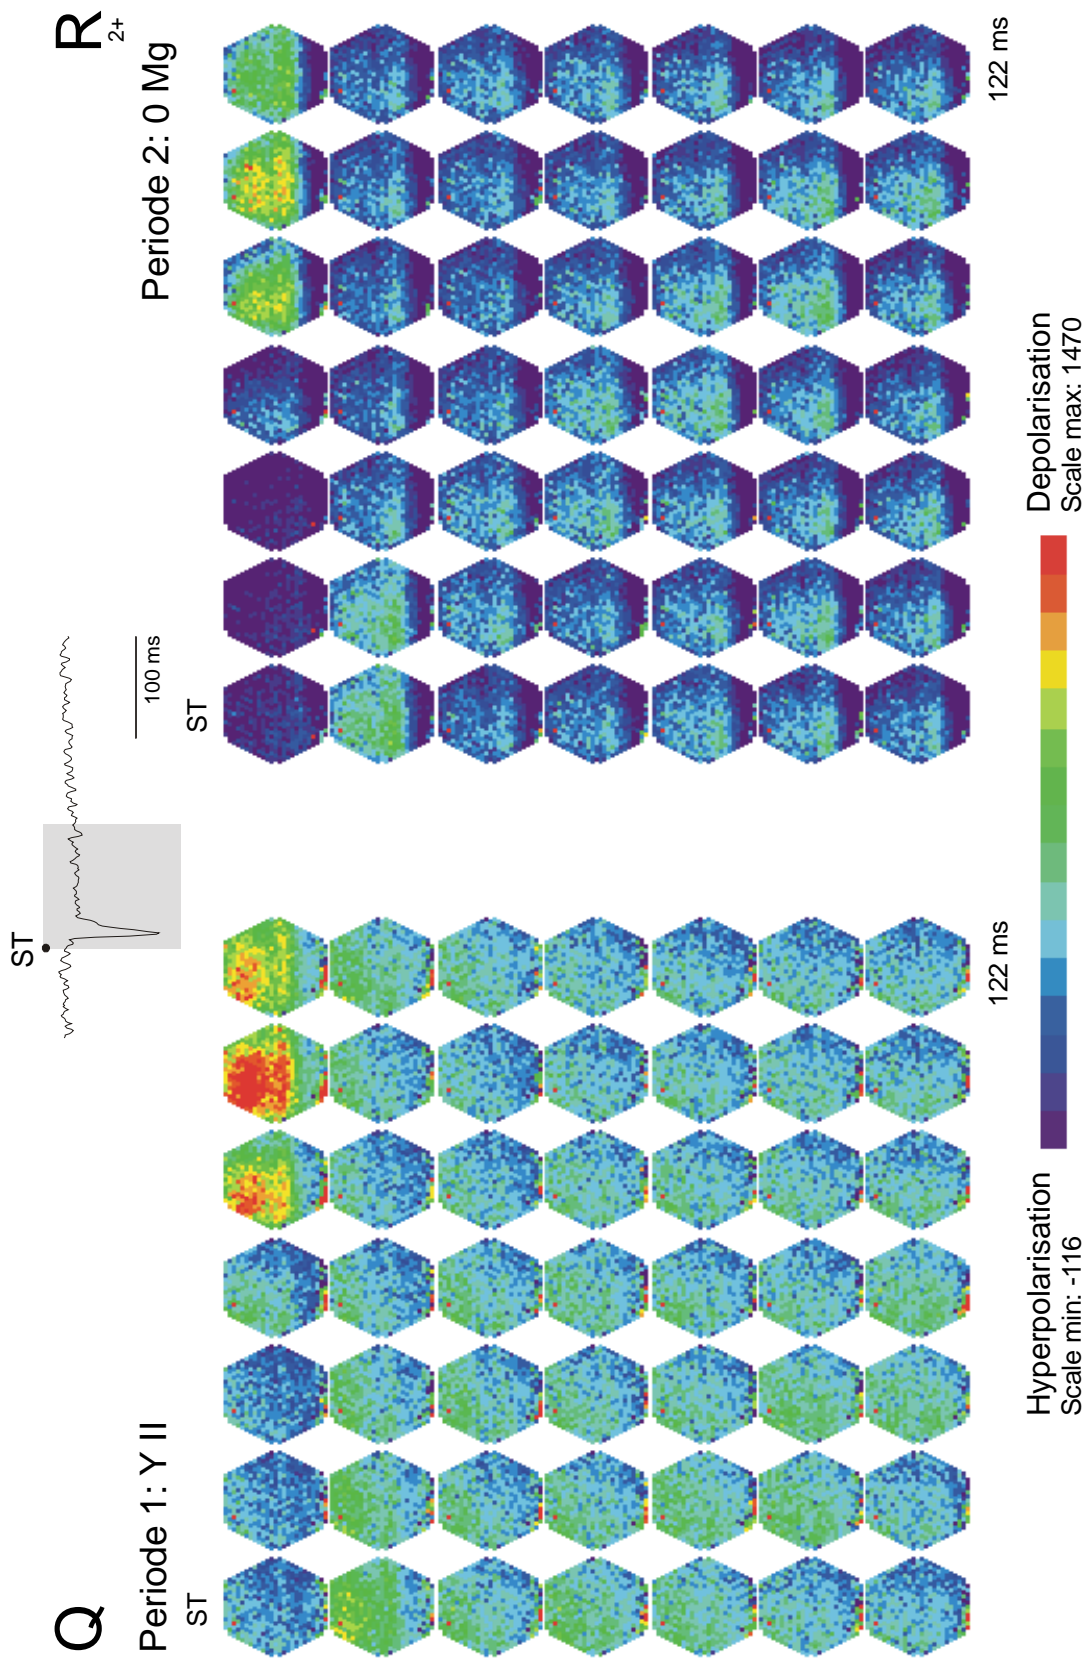 Q
R
Periode 1: Y II
Periode 2: 0 Mg2+
ST
100 ms
ST
ST
122 ms
122 ms
Hyperpolarisation
Scale min: -116
Depolarisation
Scale max: 1470